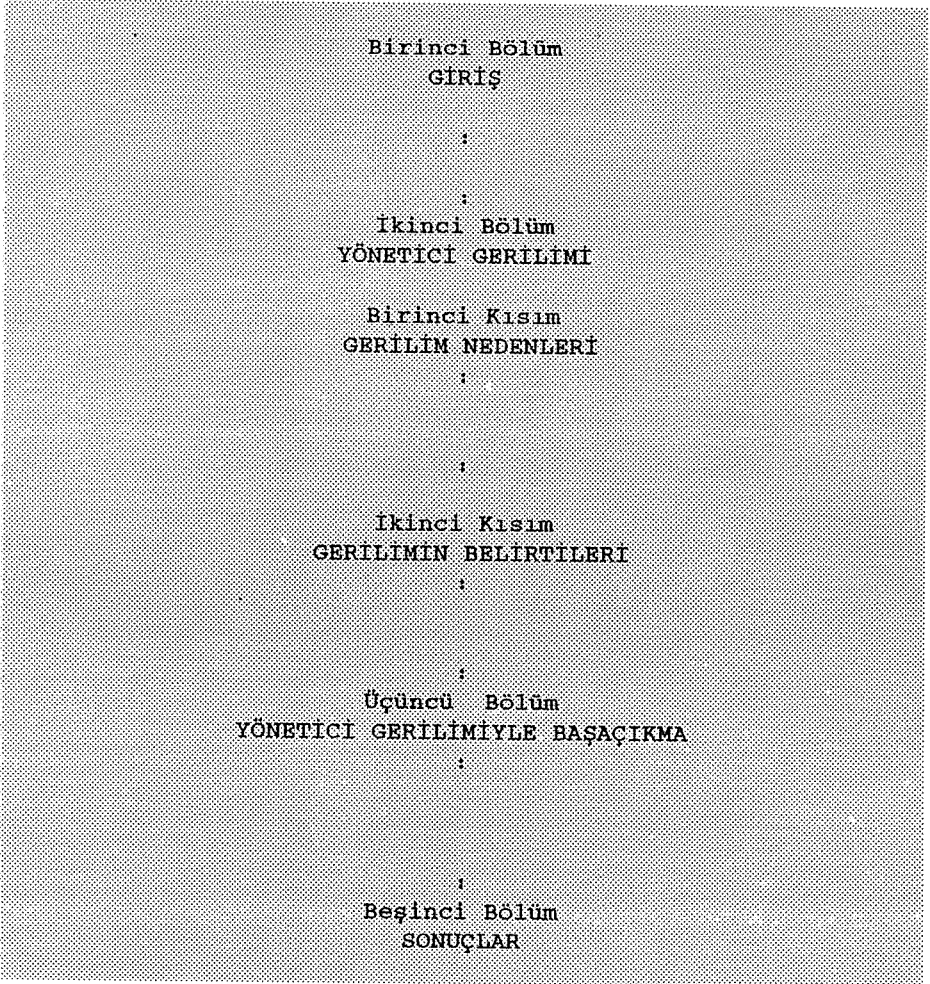 Birinci Bölüm
GİRİŞ
:
:
İkinci Bölüm
YÖNETİCİ GERİLİMİ
Birinci Kısım
GERİLİM NEDENLERİ
:
:
İkinci Kısım
GERİLİMİN BELİRTİLERİ
:
:
Üçüncü Bölüm
YÖNETİCİ GERİLİMİYLE BAŞAÇIKMA
:
:
Beşinci Bölüm
SONUÇLAR